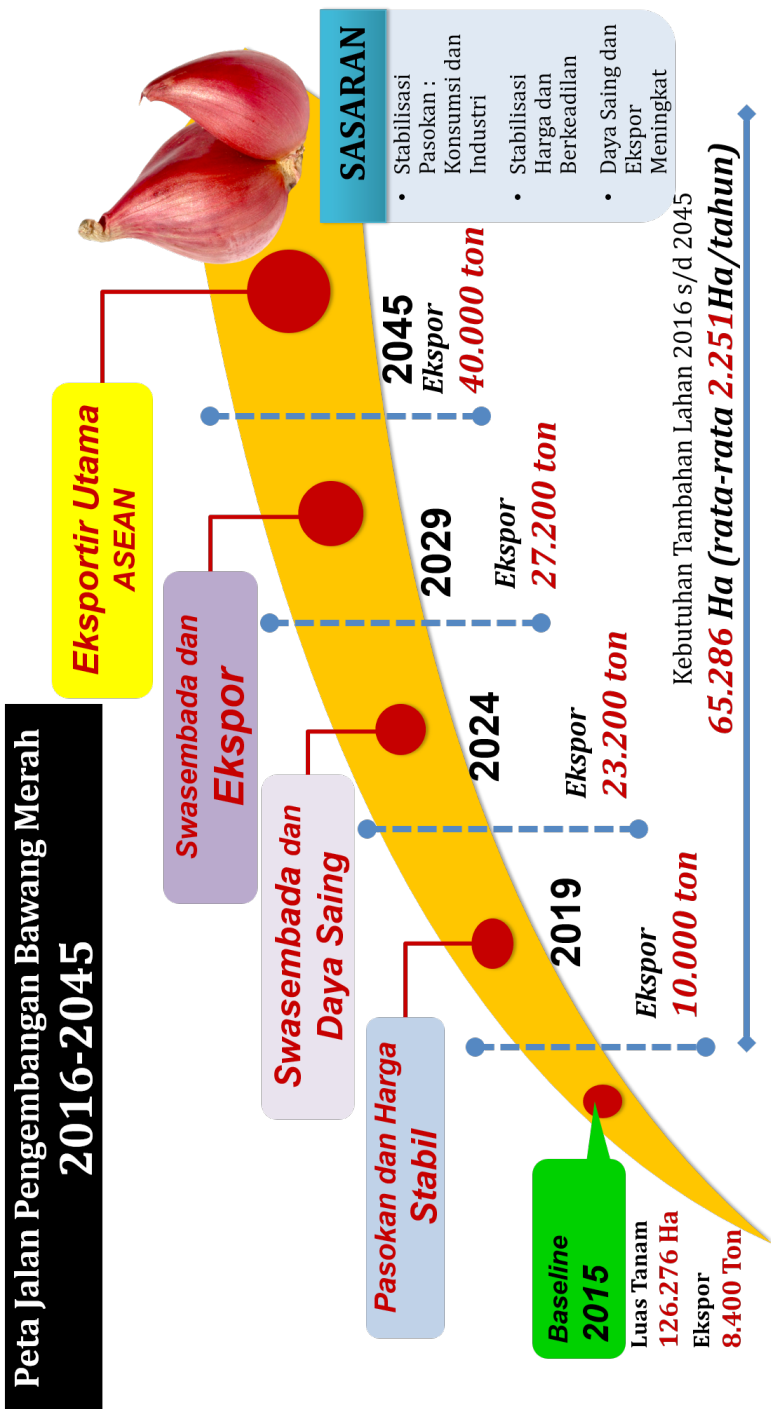 Peta Jalan Pengembangan Bawang Merah
2016-2045
Eksportir Utama
ASEAN
Swasembada dan
Ekspor
Swasembada dan
Daya Saing
Pasokan dan Harga
Stabil
Baseline
2015
Luas Tanam
126.276 Ha
Ekspor
8.400 Ton
2019
Ekspor
10.000 ton
2024
Ekspor
23.200 ton
2029
Ekspor
27.200 ton
2045
Ekspor
40.000 ton
SASARAN
• Stabilisasi
Pasokan :
Konsumsi dan
Industri
• Stabilisasi
Harga dan
Berkeadilan
• Daya Saing dan
Ekspor
Meningkat
Kebutuhan Tambahan Lahan 2016 s/d 2045
65.286 Ha (rata-rata 2.251Ha/tahun)